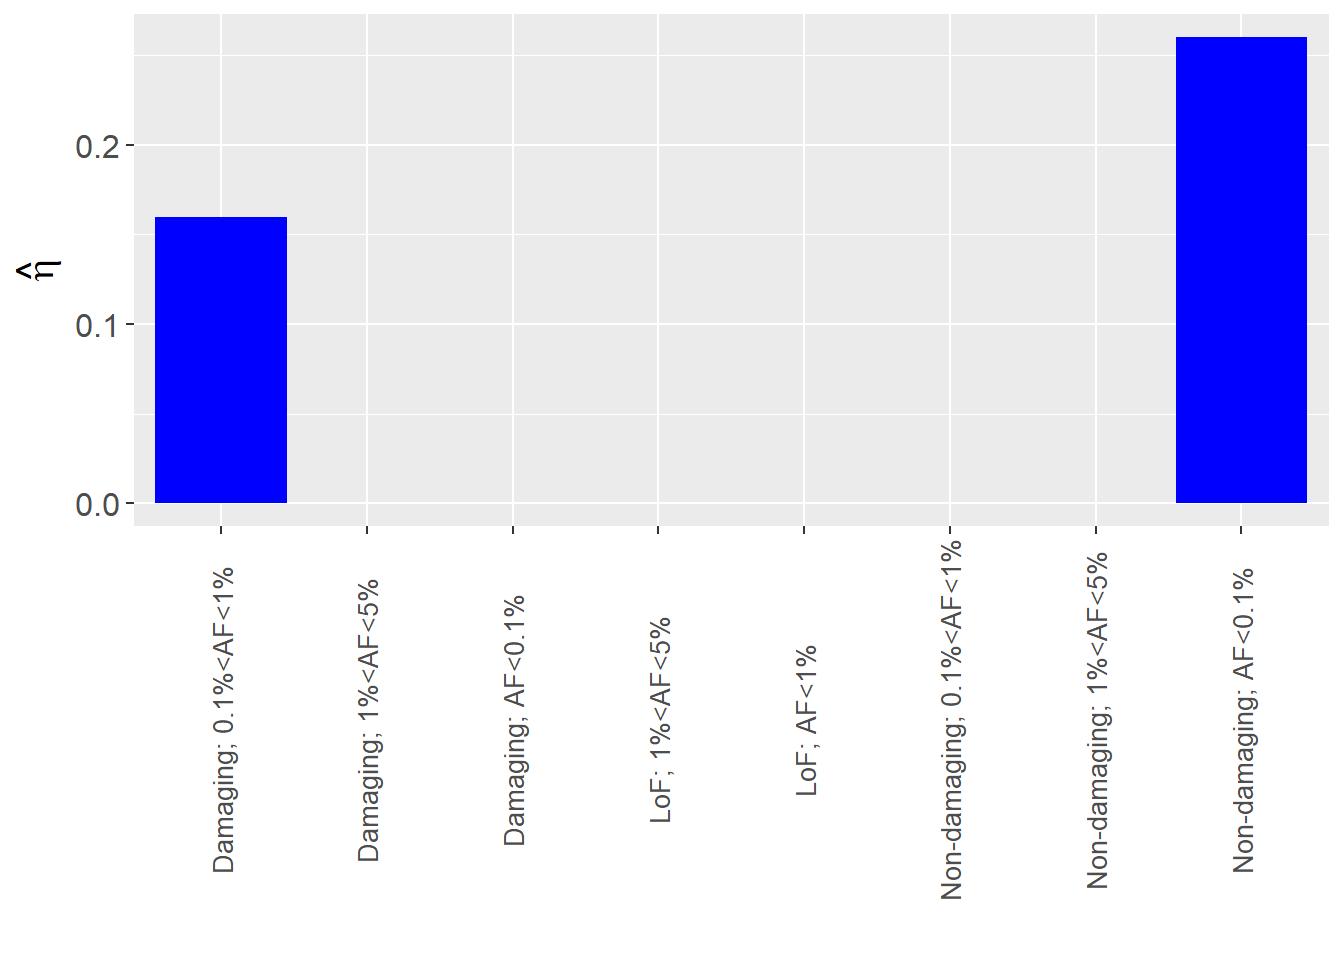 η̂
0.2
0.1
0.0
Damaging; 0.1%<AF<1%
Damaging; 1%<AF<5%
Damaging; AF<0.1%
LoF; 1%<AF<5%
LoF; AF<1%
Non-damaging; 0.1%<AF<1%
Non-damaging; 1%<AF<5%
Non-damaging; AF<0.1%